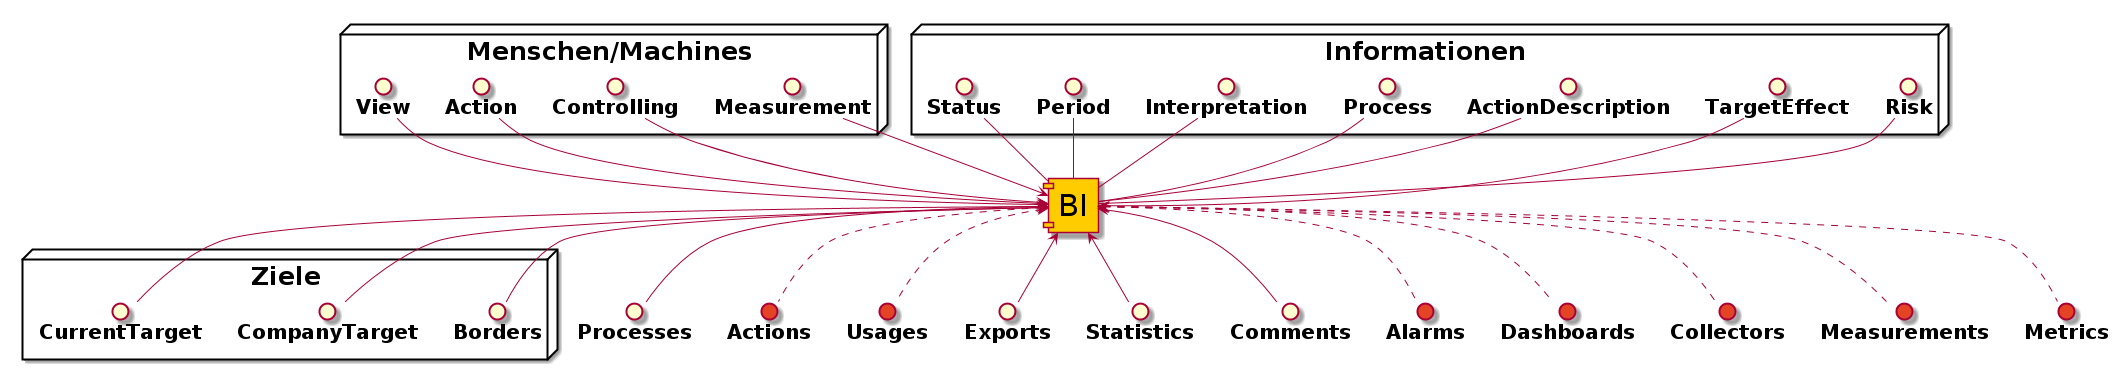 Menschen/Machines
View Action Controlling Measurement
Informationen
Status Period Interpretation Process ActionDescription TargetEffect Risk
BI
Ziele
CurrentTarget CompanyTarget Borders
Processes Actions Usages Exports Statistics Comments Alarms Dashboards Collectors Measurements Metrics